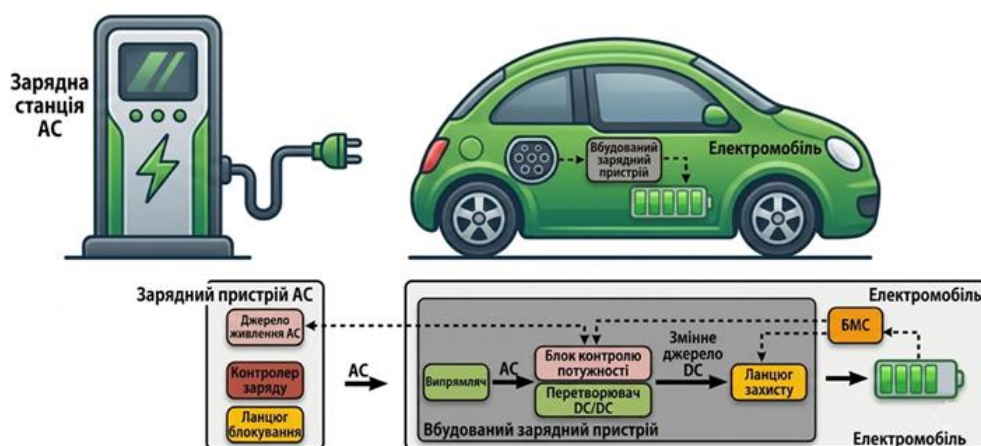 Зарядна
станція
АС
Вбудований
зарядний
пристрій
Електромобіль
Зарядний пристрій АС
Джерело
живлення АС
Контролер
заряду
Ланцюг
блокування
АС
Електромобіль
Випрямляч
АС
Блок контролю
потужності
Перетворювач
DC/DC
Змінне
джерело
DC
Ланцюг
захисту
БМС
Вбудований зарядний пристрій
Електромобіль